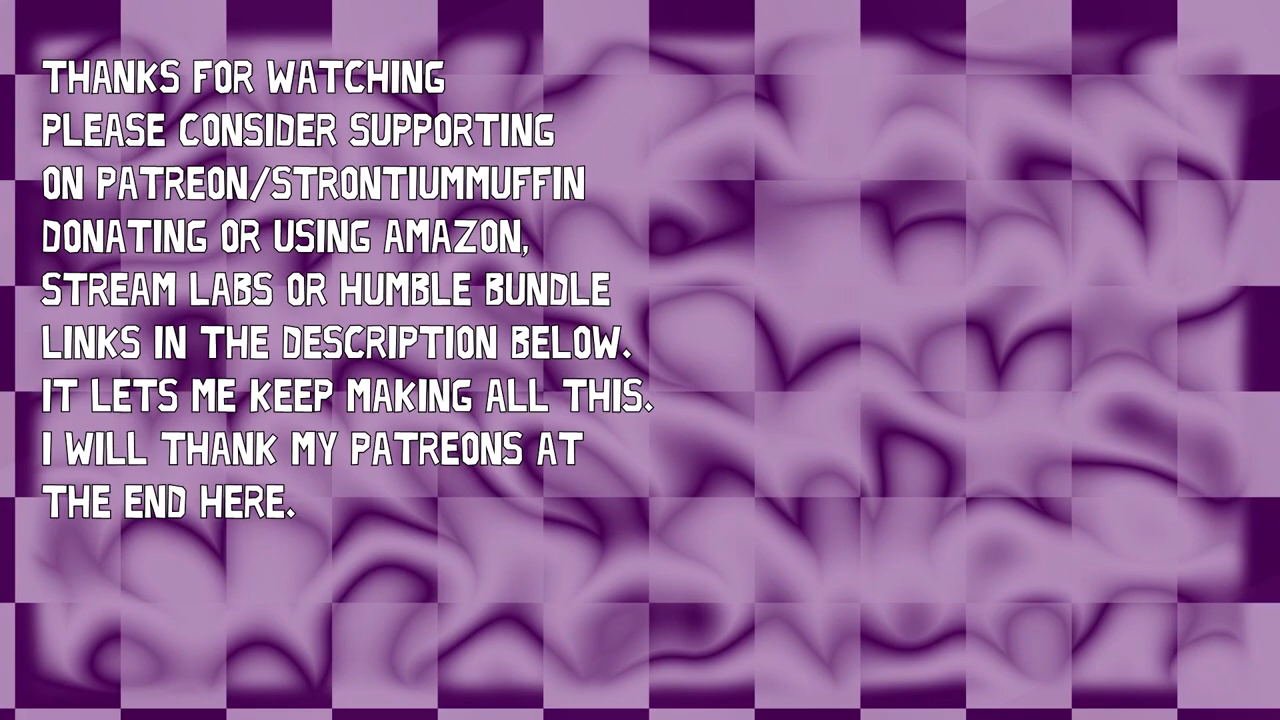 THANKS FOR WATCHING
PLEASE CONSIDER SUPPORTING
ON PATREON/STRONTIUMMUFFIN
DONATING OR USING AMAZON,
STREAM LABS OR HUMBLE BUNDLE
LINKS IN THE DESCRIPTION BELOW.
IT LETS ME KEEP MAKING ALL THIS.
I WILL THANK MY PATREONS AT
THE END HERE.